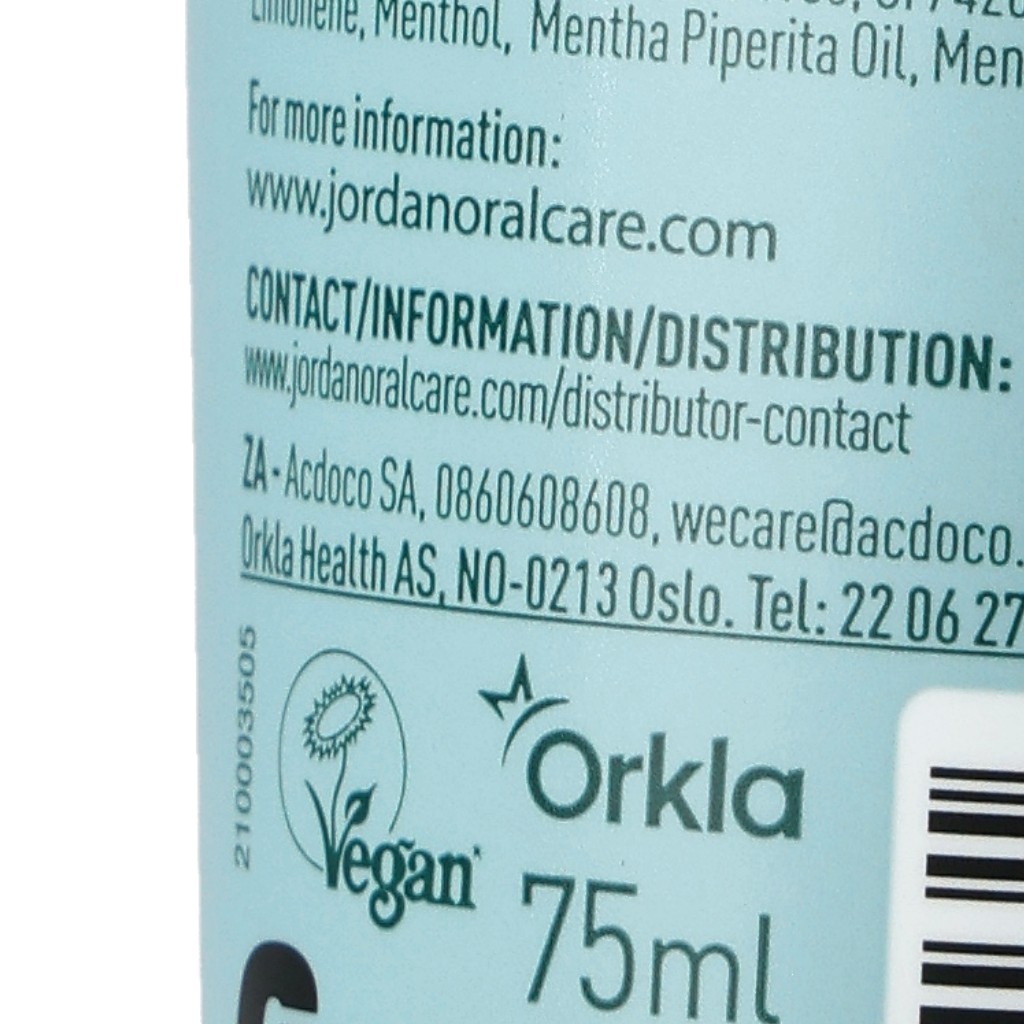 Limonene, Menthol, Mentha Piperita Oil, Men
For more information:
www.jordanoralcare.com
CONTACT/INFORMATION/DISTRIBUTION:
www.jordanoralcare.com/distributor-contact
ZA - Acdoco SA, 0860608608, wecare@acdoco.
Orkla Health AS, NO-0213 Oslo. Tel: 22 06 27
2100003505
Vegan
Orkla
75ml